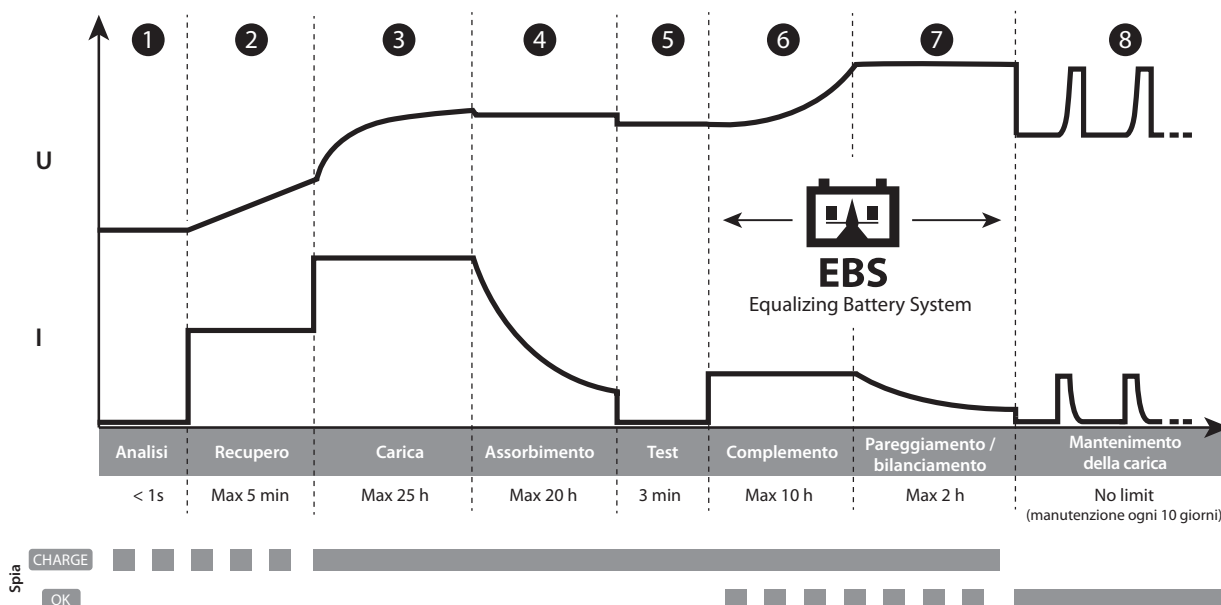 1 2 3 4 5 6 7 8
U
EBS
Equalizing Battery System
I
Analisi Recupero Carica Assorbimento Test Complemento Pareggiamento / bilanciamento Mantenimento della carica
< 1s Max 5 min Max 25 h Max 20 h 3 min Max 10 h Max 2 h No limit
(manutenzione ogni 10 giorni)
Spia
CHARGE
OK